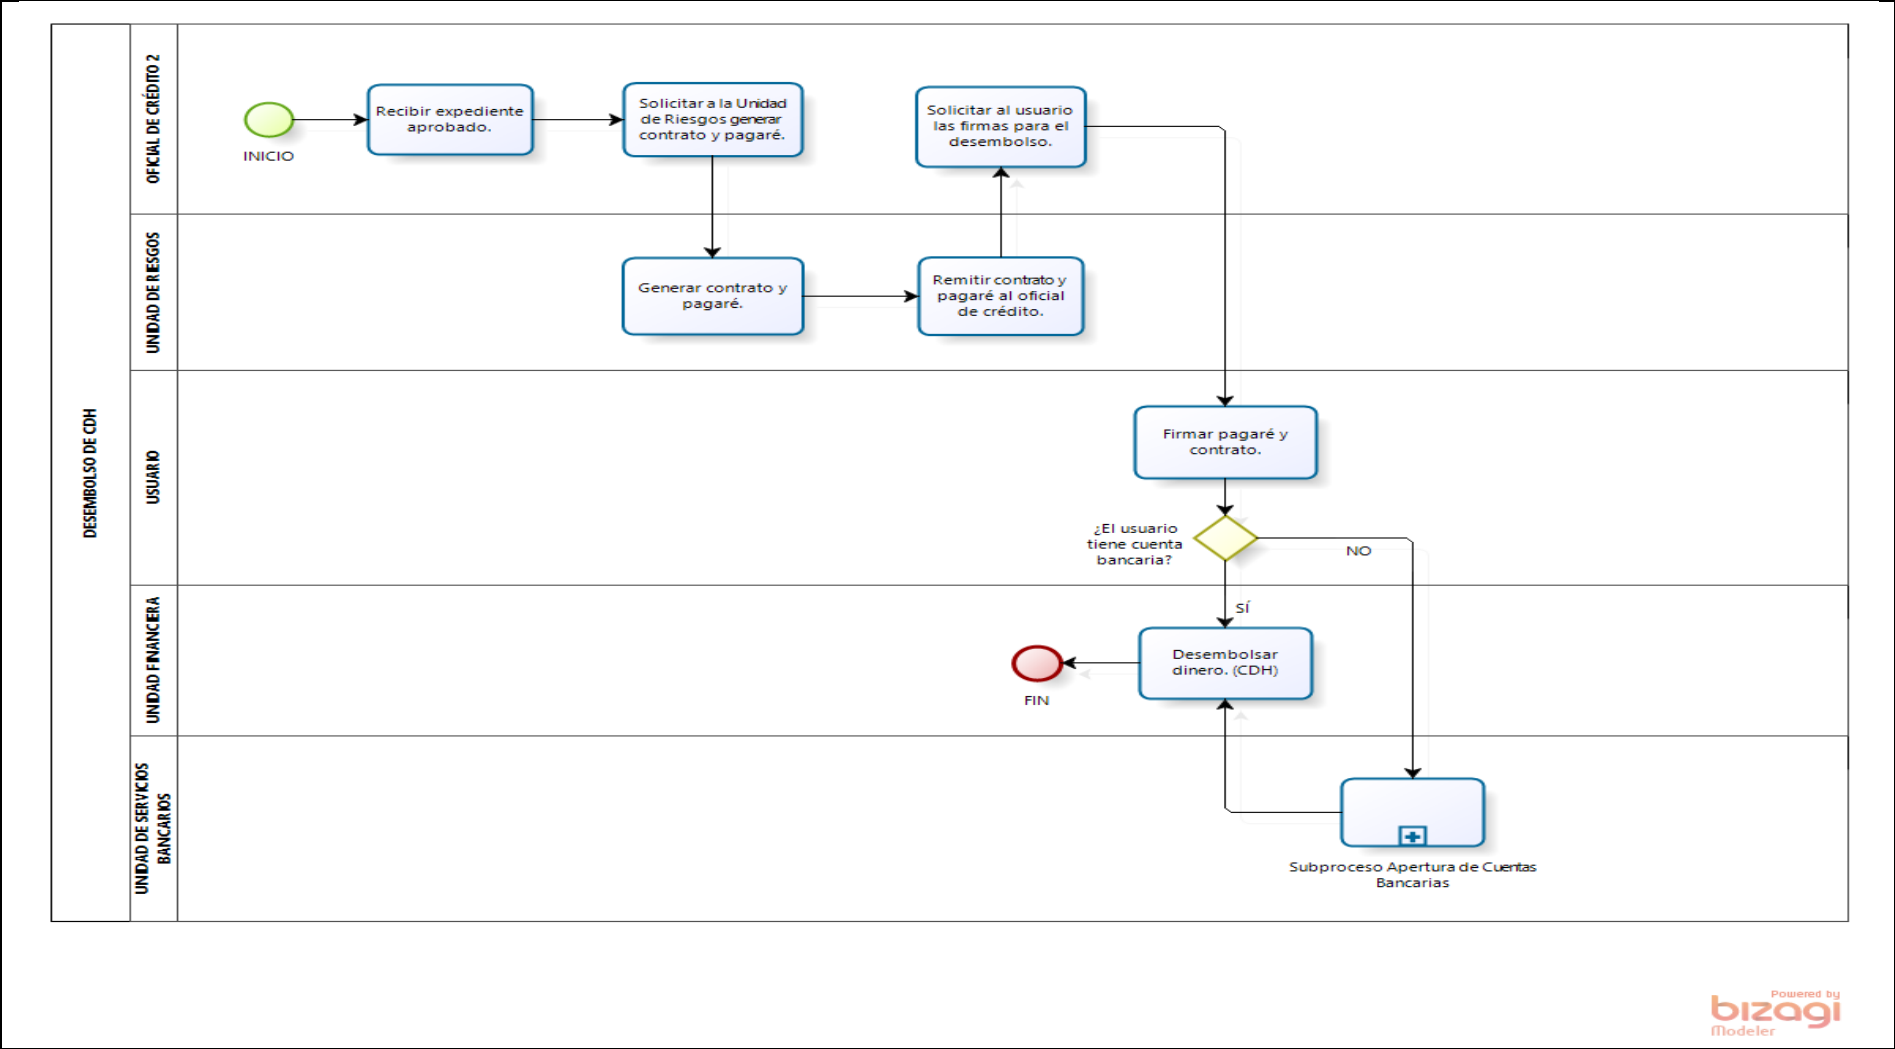 DESEMBOLSO DE CDH
OFICIAL DE CRÉDITO 2
INICIO
Recibir expediente
aprobado.
Solicitar a la Unidad
de Riesgos generar
contrato y pagaré.
Solicitar al usuario
las firmas para el
desembolso.
UNIDAD DE RIESGOS
Generar contrato y
pagaré.
Remitir contrato y
pagaré al oficial
de crédito.
USUARIO
Firmar pagaré y
contrato.
¿El usuario
tiene cuenta
bancaria?
NO
SÍ
UNIDAD FINANCIERA
Desembolsar
dinero. (CDH)
FIN
UNIDAD DE SERVICIOS
BANCARIOS
Subproceso Apertura de Cuentas
Bancarias
Powered by
bizagi
Modeler